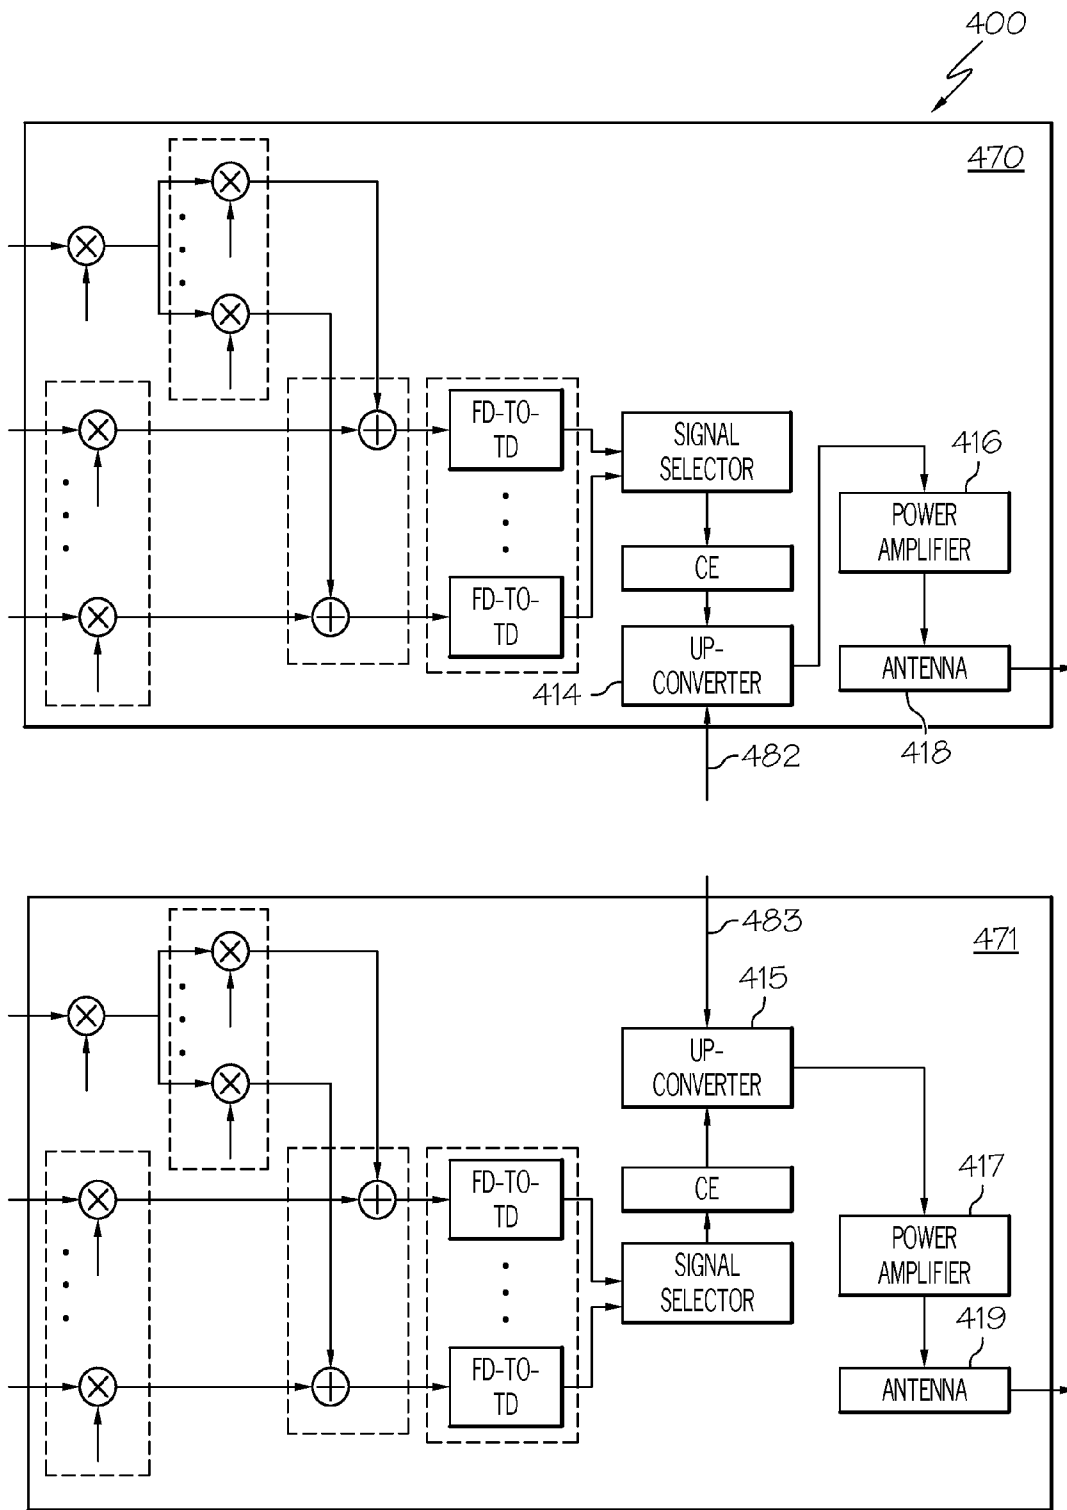 400
470
FD-TO-
TD
SIGNAL
SELECTOR
416
POWER
AMPLIFIER
CE
FD-TO-
TD
UP-
CONVERTER
414
ANTENNA
418
482
483
471
415
UP-
CONVERTER
FD-TO-
TD
CE
417
POWER
AMPLIFIER
SIGNAL
SELECTOR
419
FD-TO-
TD
ANTENNA